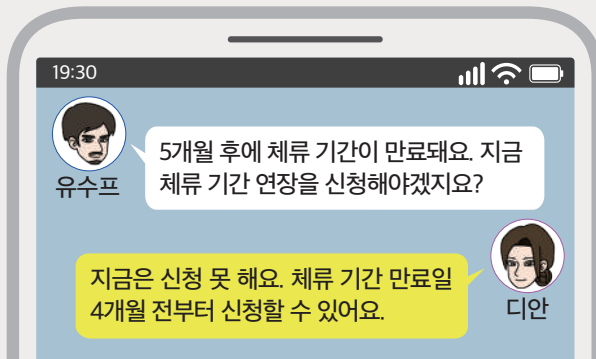 19:30
5개월 후에 체류 기간이 만료돼요. 지금
체류 기간 연장을 신청해야겠지요?
유수프
지금은 신청 못 해요. 체류 기간 만료일
4개월 전부터 신청할 수 있어요.
디안